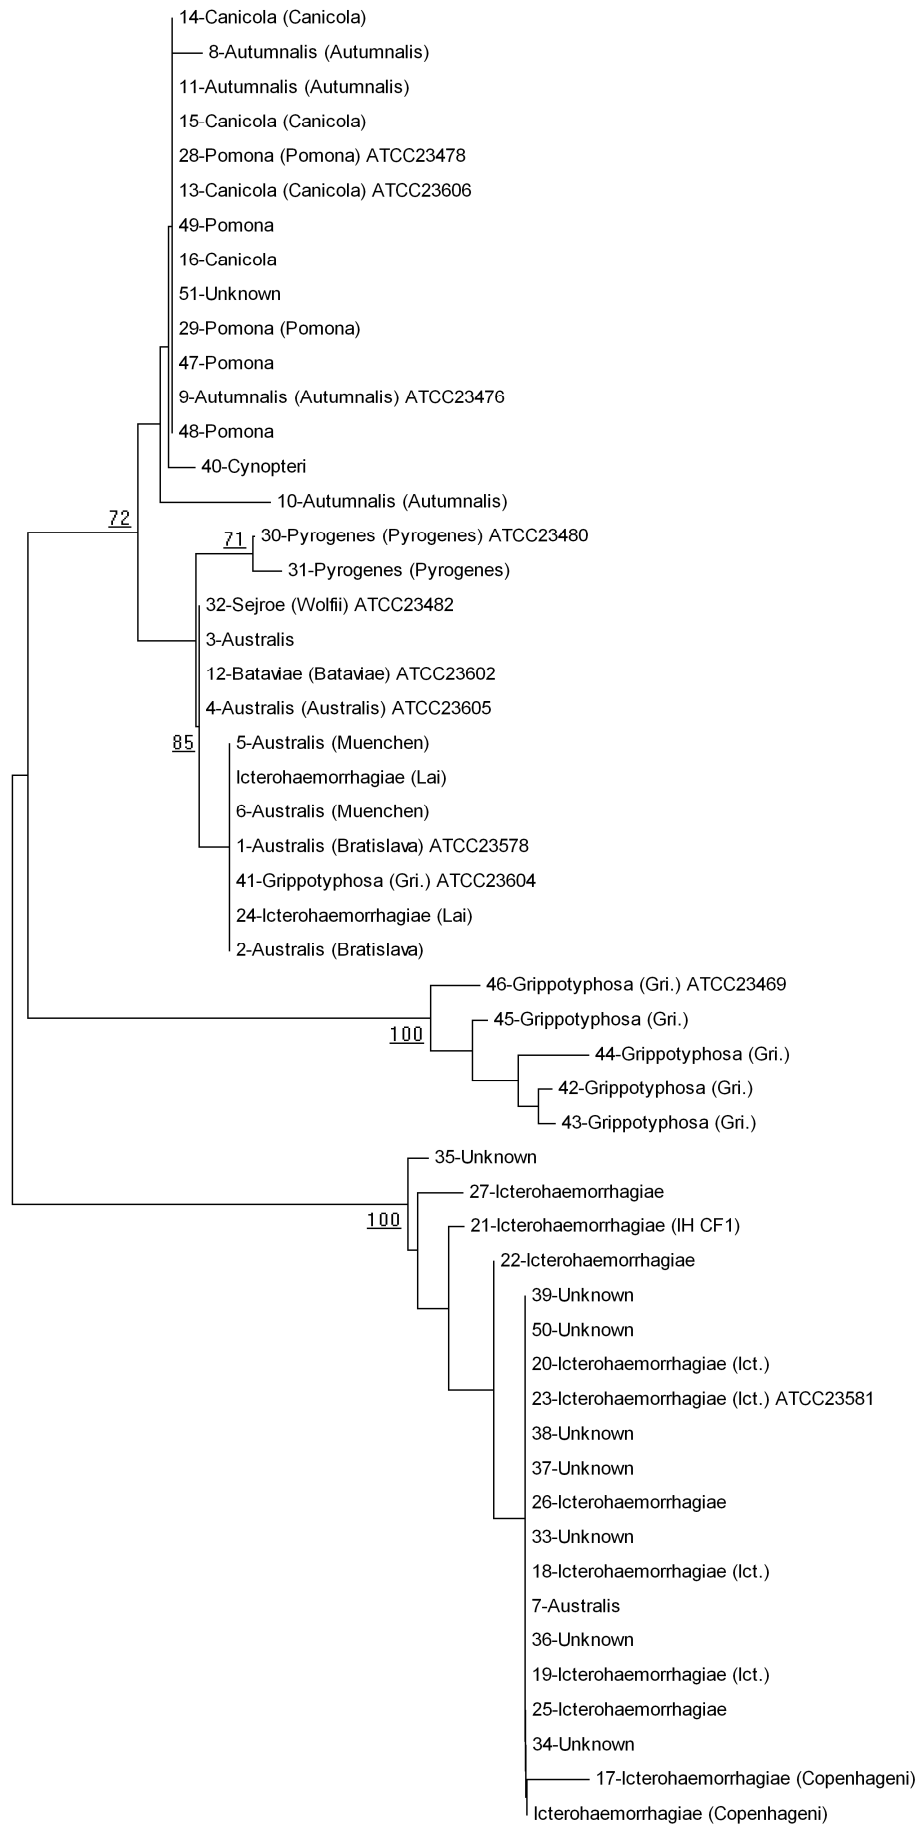 14-Canicola (Canicola)
8-Autumnalis (Autumnalis)
11-Autumnalis (Autumnalis)
15-Canicola (Canicola)
28-Pomona (Pomona) ATCC23478
13-Canicola (Canicola) ATCC23606
49-Pomona
16-Canicola
51-Unknown
29-Pomona (Pomona)
47-Pomona
9-Autumnalis (Autumnalis) ATCC23476
48-Pomona
40-Cynopteri
10-Autumnalis (Autumnalis)
72
71
30-Pyrogenes (Pyrogenes) ATCC23480
31-Pyrogenes (Pyrogenes)
32-Sejroe (Wolfii) ATCC23482
3-Australis
12-Bataviae (Bataviae) ATCC23602
4-Australis (Australis) ATCC23605
85
5-Australis (Muenchen)
Icterohaemorrhagiae (Lai)
6-Australis (Muenchen)
1-Australis (Bratislava) ATCC23578
41-Grippotyphosa (Gri.) ATCC23604
24-Icterohaemorrhagiae (Lai)
2-Australis (Bratislava)
46-Grippotyphosa (Gri.) ATCC23469
45-Grippotyphosa (Gri.)
100
44-Grippotyphosa (Gri.)
42-Grippotyphosa (Gri.)
43-Grippotyphosa (Gri.)
35-Unknown
27-Icterohaemorrhagiae
100
21-Icterohaemorrhagiae (IH CF1)
22-Icterohaemorrhagiae
39-Unknown
50-Unknown
20-Icterohaemorrhagiae (Ict.)
23-Icterohaemorrhagiae (Ict.) ATCC23581
38-Unknown
37-Unknown
26-Icterohaemorrhagiae
33-Unknown
18-Icterohaemorrhagiae (Ict.)
7-Australis
36-Unknown
19-Icterohaemorrhagiae (Ict.)
25-Icterohaemorrhagiae
34-Unknown
17-Icterohaemorrhagiae (Copenhageni)
Icterohaemorrhagiae (Copenhageni)